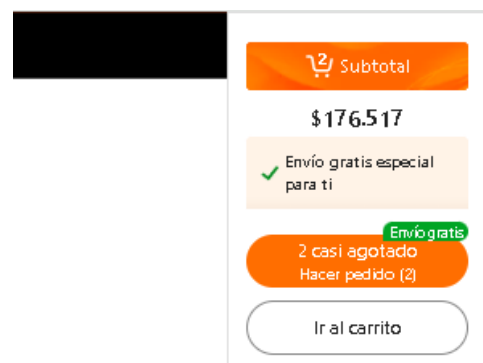 2 Subtotal
$176.517
Envío gratis especial
para ti
Envío gratis
2 casi agotado
Hacer pedido (2)
Ir al carrito